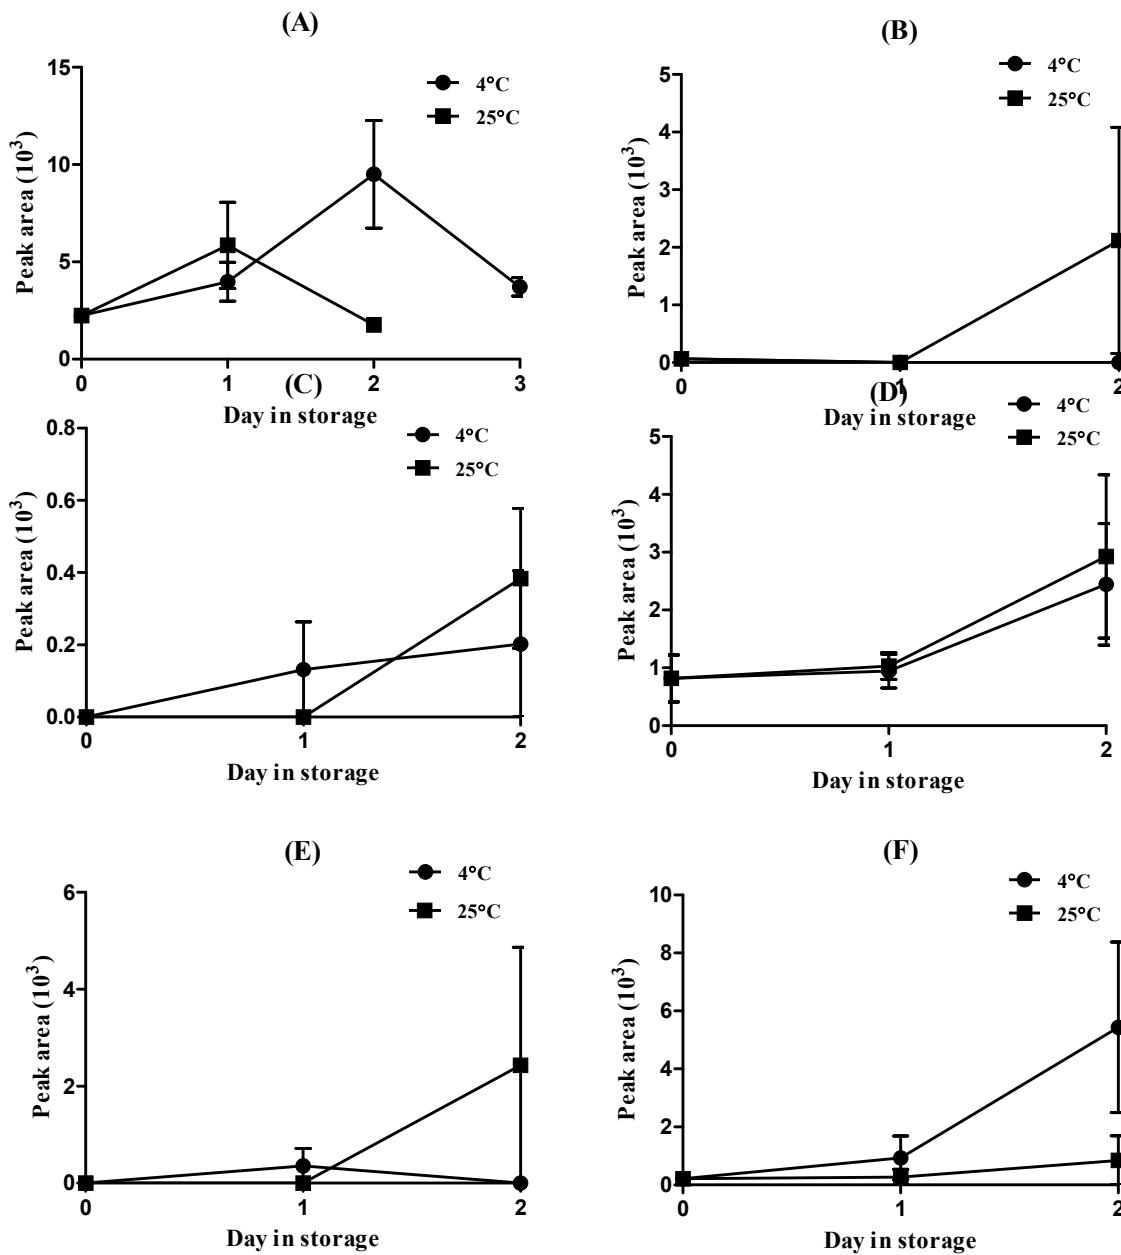 (A)
4°C
25°C
Peak area (10³)
15
10
5
0
0 1 2 3
Day in storage
(B)
4°C
25°C
Peak area (10³)
5
4
3
2
1
0
0 1 2
Day in storage
(C)
4°C
25°C
Peak area (10³)
0.8
0.6
0.4
0.2
0.0
0 1 2
Day in storage
(D)
4°C
25°C
Peak area (10³)
5
4
3
2
1
0
0 1 2
Day in storage
(E)
4°C
25°C
Peak area (10³)
6
4
2
0
0 1 2
Day in storage
(F)
4°C
25°C
Peak area (10³)
10
8
6
4
2
0
0 1 2
Day in storage